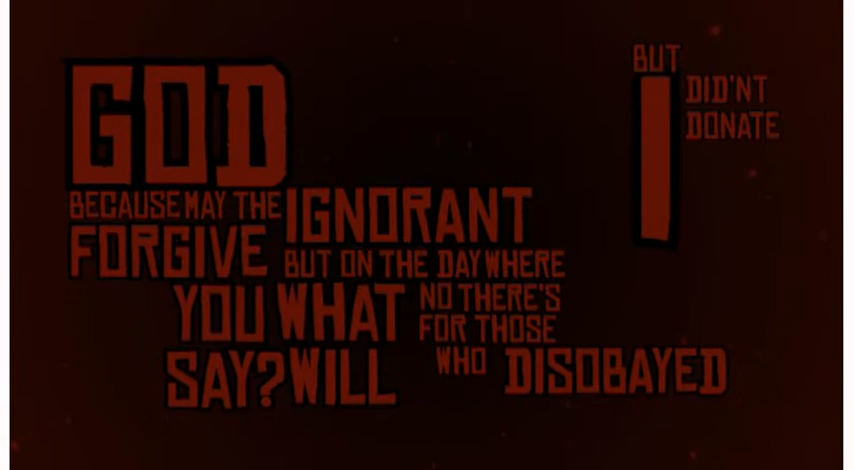 GOD
BECAUSE MAY THE IGNORANT
FORGIVE BUT ON THE DAY WHERE
YOU WHAT NO THERE'S
FOR THOSE
SAY? WILL WHO DISOBAYED
BUT
I DID'NT
DONATE